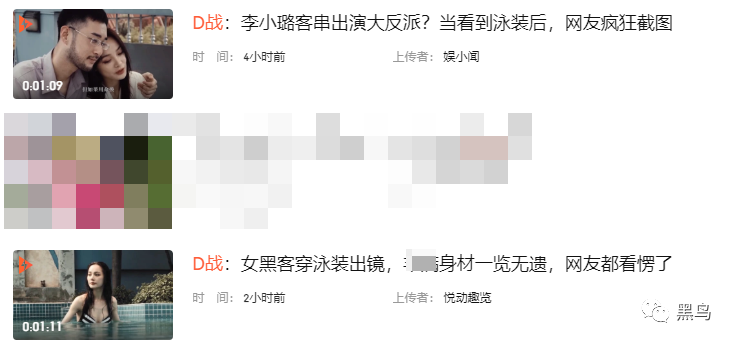 D战：李小璐客串出演大反派？当看到泳装后，网友疯狂截图
0:01:09
时 间： 4小时前 上传者： 娱小闻
D战：女黑客穿泳装出镜，身材一览无遗，网友都看愣了
0:01:11
时 间： 2小时前 上传者： 悦动趣览
黑鸟